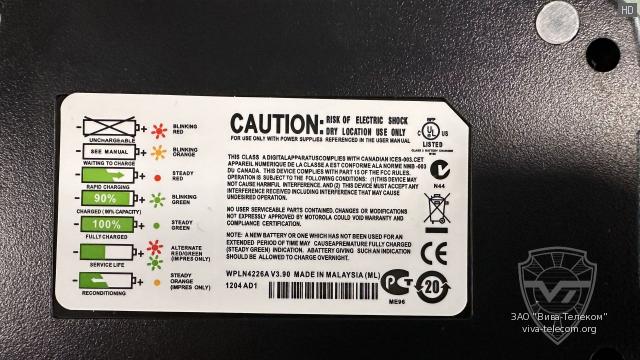 HD
CAUTION: RISK OF ELECTRIC SHOCK
DRY LOCATION USE ONLY
FOR USE ONLY WITH POWER SUPPLIES SPECIFIED IN THE USER MANUAL
UNCHARGEABLE
BLINKING
RED
SEE MANUAL
WAITING TO CHARGE
BLINKING
ORANGE
RAPID CHARGING
STEADY
RED
90%
CHARGED (90% CAPACITY)
BLINKING
GREEN
100%
FULLY CHARGED
STEADY
GREEN
SERVICE LIFE
ALTERNATE
RED/GREEN
(IMPRES ONLY)
RECONDITIONING
STEADY
ORANGE
(IMPRES ONLY)
THIS CLASS A DIGITALAPPARATUSCOMPLIES WITH CANADIAN ICES-003.CET
APPAREIL NUMERIQUE DE LA CLASSE A EST CONFORME ALA NORME NMB -003
DU CANADA. THIS DEVICE COMPLIES WITH PART 15 OF THE FCC RULES.
OPERATION IS SUBJECT TO THE FOLLOWING CONDITIONS: (1)THIS DEVICE MAY
NOT CAUSE HARMFUL INTERFERENCE, AND (2) THIS DEVICE MUST ACCEPT ANY
INTERFERENCE RECEIVED INCLUDING INTERFERENCE THAT MAY CAUSE
UNDESIRED OPERATION.
NO USER SERVICEABLE PARTS CONTAINED. CHANGES OR MODIFICATIONS
NOT EXPRESSLY APPROVED BY MOTOROLA COULD VOID WARRANTY AND
COMPLIANCE CERTIFICATION.
NOTE: A NEW BATTERY OR ONE WHICH HAS NOT BEEN USED FOR AN
EXTENDED PERIOD OF TIME MAY CAUSEAPREMATURE FULLY CHARGED
(STEADY GREEN) INDICATION. ABATTERY GIVING SUCH AN INDICATION
SHOULD BE ALLOWED TO CHARGE OVERNIGHT.
WPLN4226A V3.90 MADE IN MALAYSIA (ML)
1204 AD1
C UL US
LISTED
N44
CE
ME96
20
ЗАО "Вива-Телеком"
viva-telecom.org